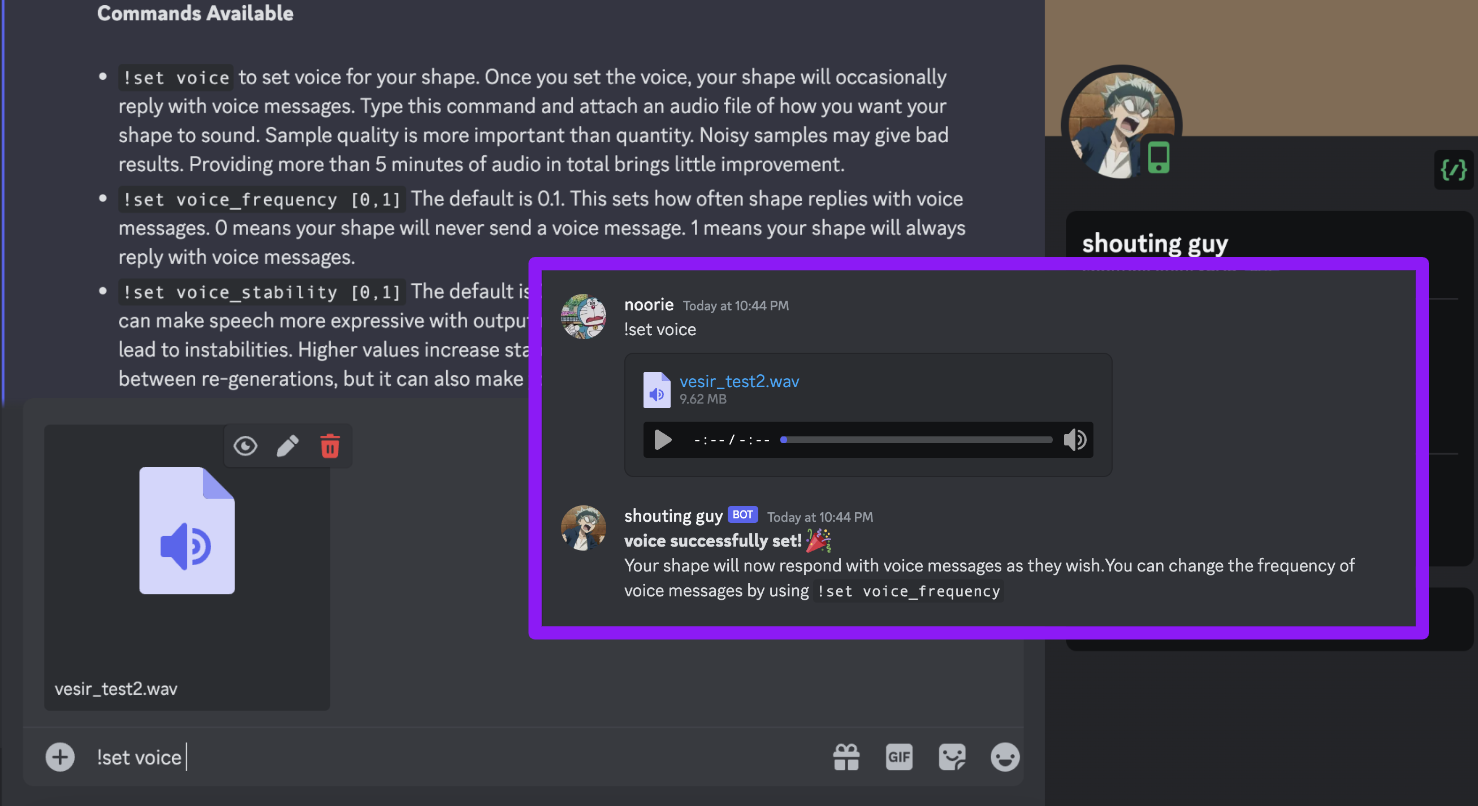 Commands Available
!set voice to set voice for your shape. Once you set the voice, your shape will occasionally
reply with voice messages. Type this command and attach an audio file of how you want your
shape to sound. Sample quality is more important than quantity. Noisy samples may give bad
results. Providing more than 5 minutes of audio in total brings little improvement.
!set voice_frequency [0,1] The default is 0.1. This sets how often shape replies with voice
messages. 0 means your shape will never send a voice message. 1 means your shape will always
reply with voice messages.
!set voice_stability [0,1] The default is
can make speech more expressive with output
lead to instabilities. Higher values increase sta
between re-generations, but it can also make
vesir_test2.wav
!set voice
GIF
{/}
shouting guy
noorie Today at 10:44 PM
!set voice
vesir_test2.wav
9.62 MB
-:-- / -:--
shouting guy BOT Today at 10:44 PM
voice successfully set! 🎉
Your shape will now respond with voice messages as they wish.You can change the frequency of
voice messages by using !set voice_frequency